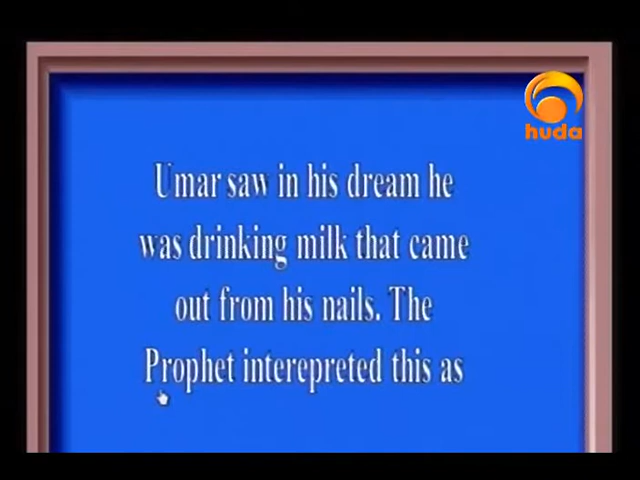 huda
Umar saw in his dream he
was drinking milk that came
out from his nails. The
Prophet interepreted this as